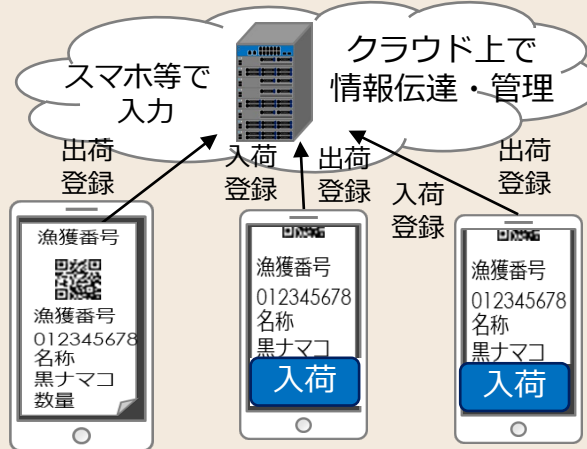 スマホ等で
入力
クラウド上で
情報伝達・管理
出荷
登録
入荷
登録
出荷
登録
入荷
登録
出荷
登録
漁獲番号
漁獲番号
012345678
名称
黒ナマコ
数量
漁獲番号
012345678
名称
黒ナマコ
入荷
漁獲番号
012345678
名称
黒ナマコ
入荷